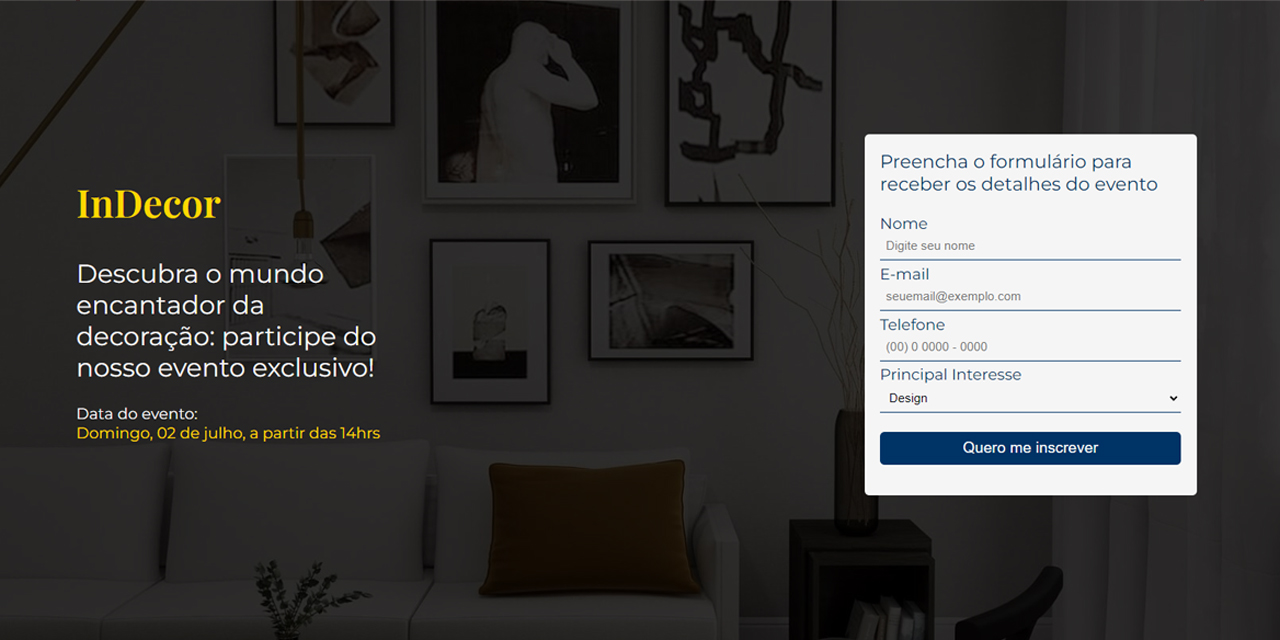 InDecor
Descubra o mundo
encantador da
decoração: participe do
nosso evento exclusivo!
Data do evento:
Domingo, 02 de julho, a partir das 14hrs
Preencha o formulário para
receber os detalhes do evento
Nome
Digite seu nome
E-mail
seuemail@exemplo.com
Telefone
(00) 0 0000 - 0000
Principal Interesse
Design
Quero me inscrever